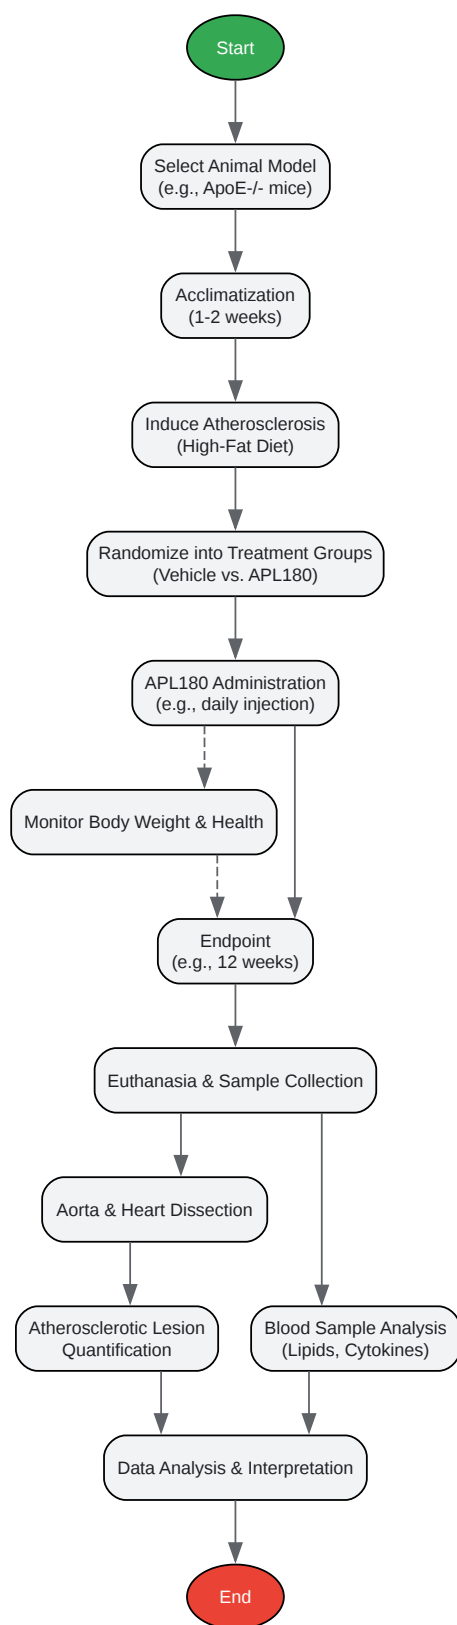 Start
Select Animal Model
(e.g., ApoE-/- mice)
Acclimatization
(1-2 weeks)
Induce Atherosclerosis
(High-Fat Diet)
Randomize into Treatment Groups
(Vehicle vs. APL180)
APL180 Administration
(e.g., daily injection)
Monitor Body Weight & Health
Endpoint
(e.g., 12 weeks)
Euthanasia & Sample Collection
Aorta & Heart Dissection
Atherosclerotic Lesion
Quantification
Blood Sample Analysis
(Lipids, Cytokines)
Data Analysis & Interpretation
End